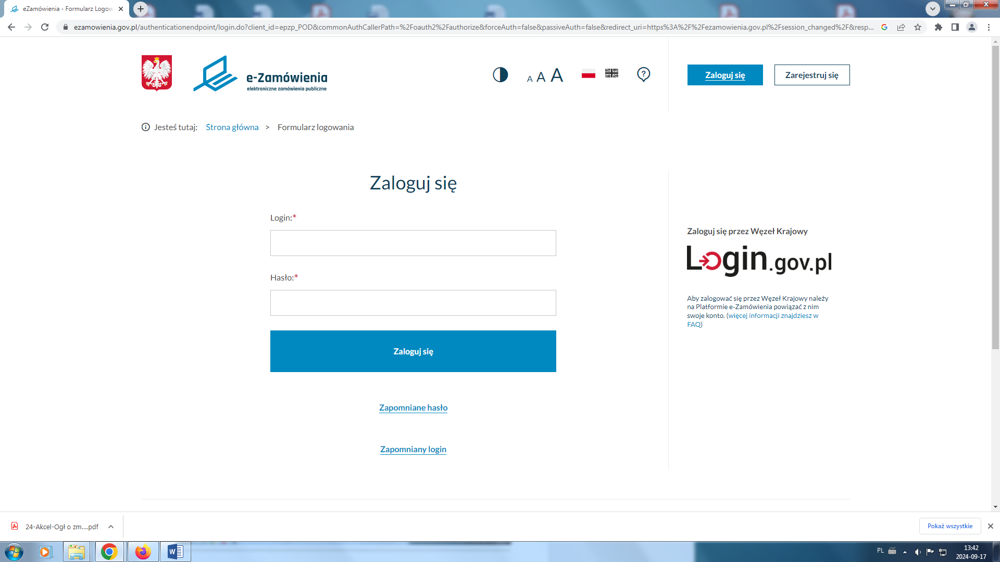 eZamówienia - Formularz Logow
ezamowienia.gov.pl/authenticationendpoint/login.do?client_id=epzp_POD&commonAuthCallerPath=%2Foauth2%2Fauthorize&forceAuth=false&passiveAuth=false&redirect_uri=https%3A%2F%2Fezamowienia.gov.pl%2Fsession_changed%2F&resp...
e-Zamówienia
elektroniczne zamówienia publiczne
A A A
?
Zaloguj się
Zarejestruj się
Jesteś tutaj: Strona główna > Formularz logowania
Zaloguj się
Login:*
Hasło:*
Zaloguj się
Zapomniane hasło
Zapomniany login
Zaloguj się przez Węzeł Krajowy
Login.gov.pl
Aby zalogować się przez Węzeł Krajowy należy
na Platformie e-Zamówienia powiązać z nim
swoje konto. (więcej informacji znajdziesz w
FAQ)
24-Akcel-Ogł o zm....pdf
Pokaż wszystkie
PL
13:42
2024-09-17